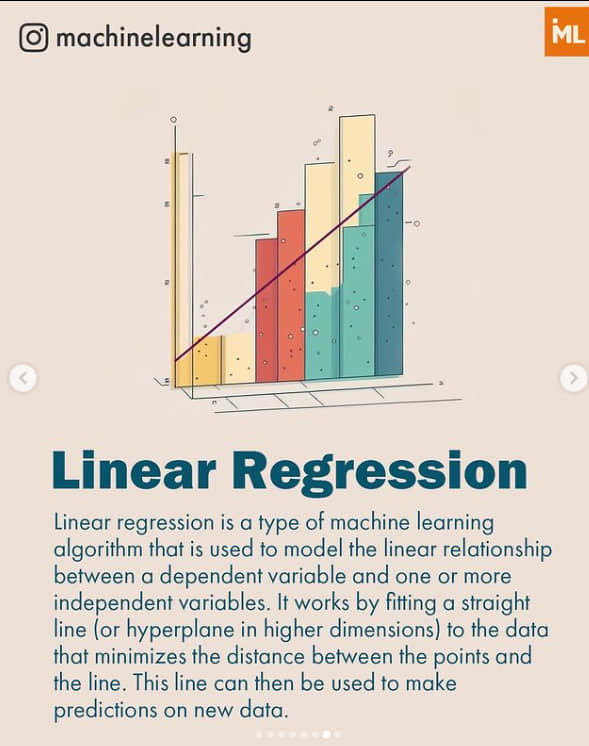 machinelearning
iML
Linear Regression
Linear regression is a type of machine learning
algorithm that is used to model the linear relationship
between a dependent variable and one or more
independent variables. It works by fitting a straight
line (or hyperplane in higher dimensions) to the data
that minimizes the distance between the points and
the line. This line can then be used to make
predictions on new data.